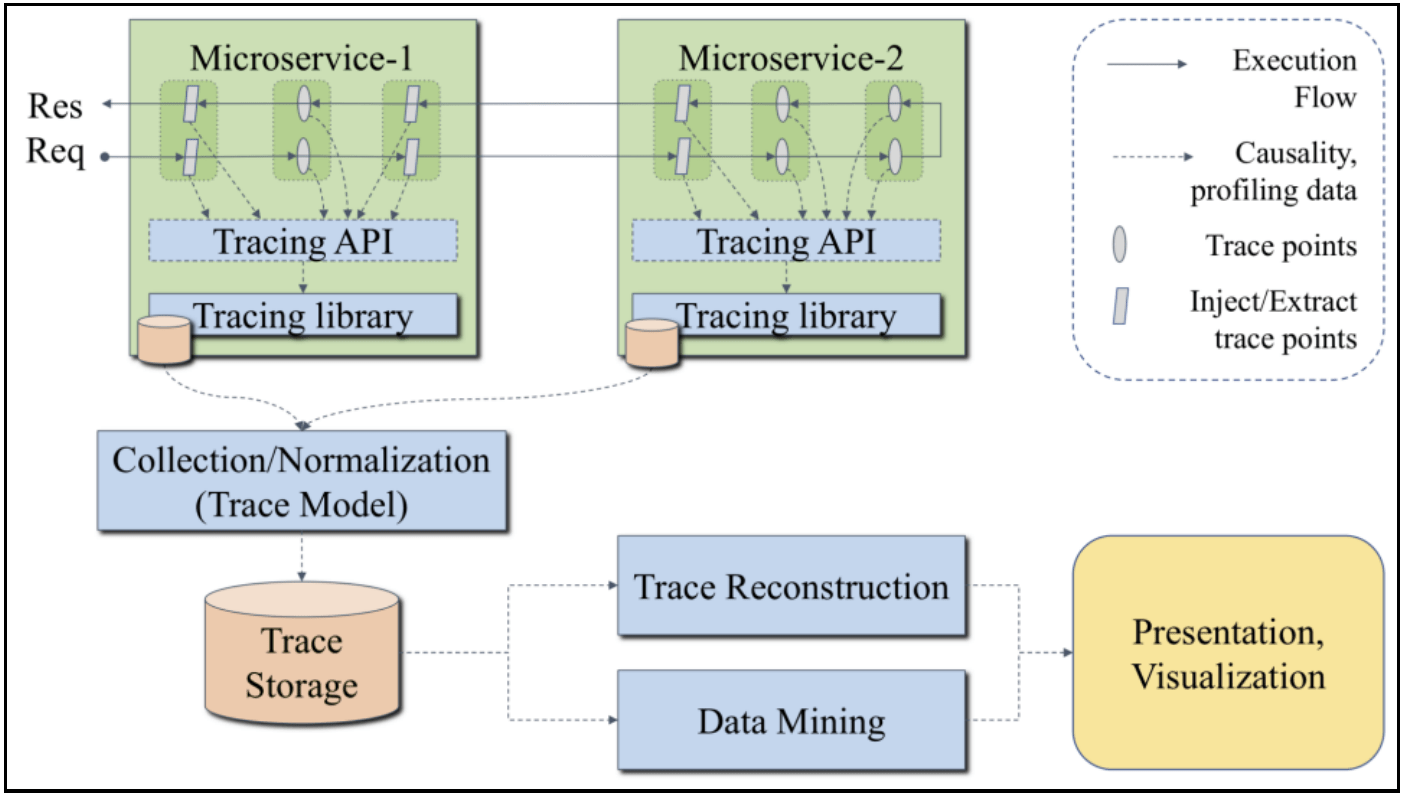 Microservice-1
Microservice-2
Res
Req
Tracing API
Tracing API
Tracing library
Tracing library
Execution
Flow
Causality,
profiling data
Trace points
Inject/Extract
trace points
Collection/Normalization
(Trace Model)
Trace
Storage
Trace Reconstruction
Data Mining
Presentation,
Visualization